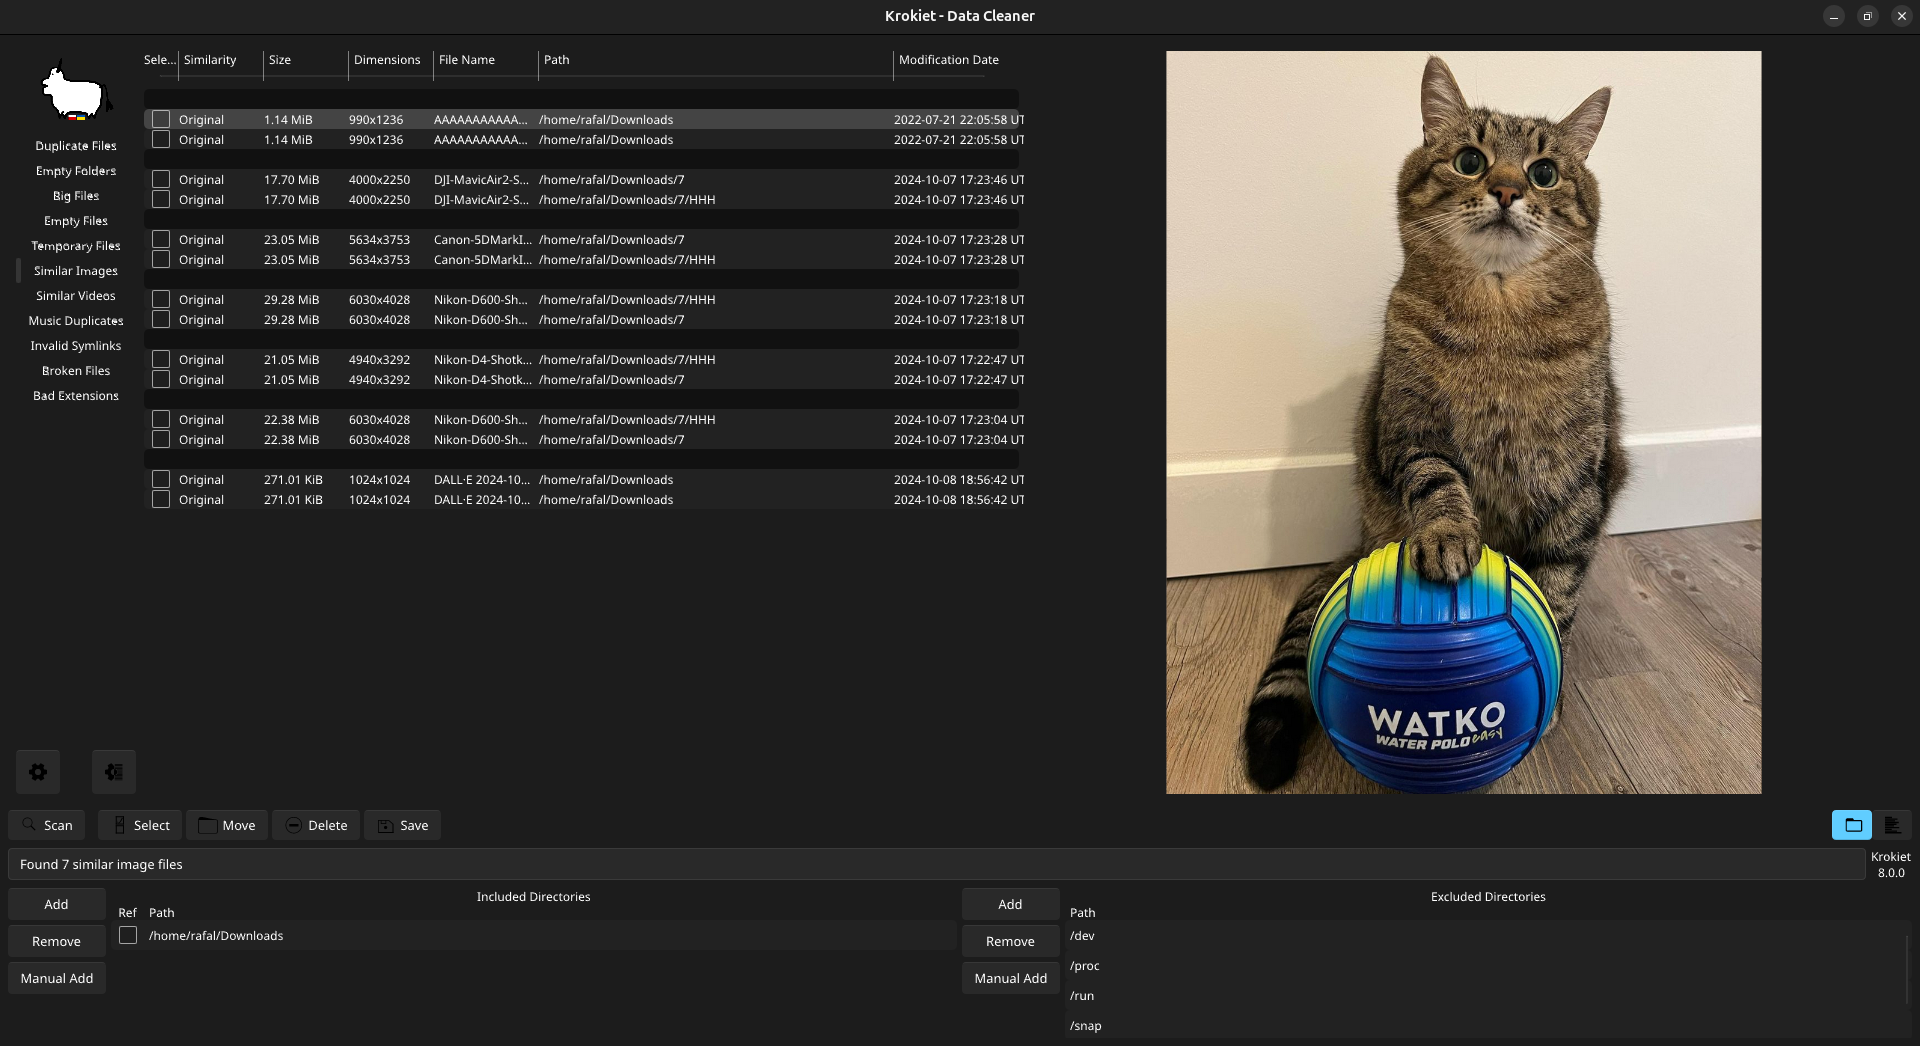 Krokiet - Data Cleaner
Sele... Similarity Size Dimensions File Name Path Modification Date
Original 1.14 MiB 990x1236 AAAAAAAAAAA... /home/rafal/Downloads 2022-07-21 22:05:58 UT
Original 1.14 MiB 990x1236 AAAAAAAAAAA... /home/rafal/Downloads 2022-07-21 22:05:58 UT
Original 17.70 MiB 4000x2250 DJI-MavicAir2-S... /home/rafal/Downloads/7 2024-10-07 17:23:46 UT
Original 17.70 MiB 4000x2250 DJI-MavicAir2-S... /home/rafal/Downloads/7/HHH 2024-10-07 17:23:46 UT
Original 23.05 MiB 5634x3753 Canon-5DMarkI... /home/rafal/Downloads/7 2024-10-07 17:23:28 UT
Original 23.05 MiB 5634x3753 Canon-5DMarkI... /home/rafal/Downloads/7/HHH 2024-10-07 17:23:28 UT
Original 29.28 MiB 6030x4028 Nikon-D600-Sh... /home/rafal/Downloads/7/HHH 2024-10-07 17:23:18 UT
Original 29.28 MiB 6030x4028 Nikon-D600-Sh... /home/rafal/Downloads/7 2024-10-07 17:23:18 UT
Original 21.05 MiB 4940x3292 Nikon-D4-Shotk... /home/rafal/Downloads/7/HHH 2024-10-07 17:22:47 UT
Original 21.05 MiB 4940x3292 Nikon-D4-Shotk... /home/rafal/Downloads/7 2024-10-07 17:22:47 UT
Original 22.38 MiB 6030x4028 Nikon-D600-Sh... /home/rafal/Downloads/7/HHH 2024-10-07 17:23:04 UT
Original 22.38 MiB 6030x4028 Nikon-D600-Sh... /home/rafal/Downloads/7 2024-10-07 17:23:04 UT
Original 271.01 KiB 1024x1024 DALL·E 2024-10... /home/rafal/Downloads 2024-10-08 18:56:42 UT
Original 271.01 KiB 1024x1024 DALL·E 2024-10... /home/rafal/Downloads 2024-10-08 18:56:42 UT
Duplicate Files
Empty Folders
Big Files
Empty Files
Temporary Files
Similar Images
Similar Videos
Music Duplicates
Invalid Symlinks
Broken Files
Bad Extensions
WATKO
WATER POLO easy
Scan Select Move Delete Save
Found 7 similar image files
Krokiet
8.0.0
Add
Remove
Manual Add
Included Directories
Ref Path
/home/rafal/Downloads
Add
Remove
Manual Add
Excluded Directories
Path
/dev
/proc
/run
/snap